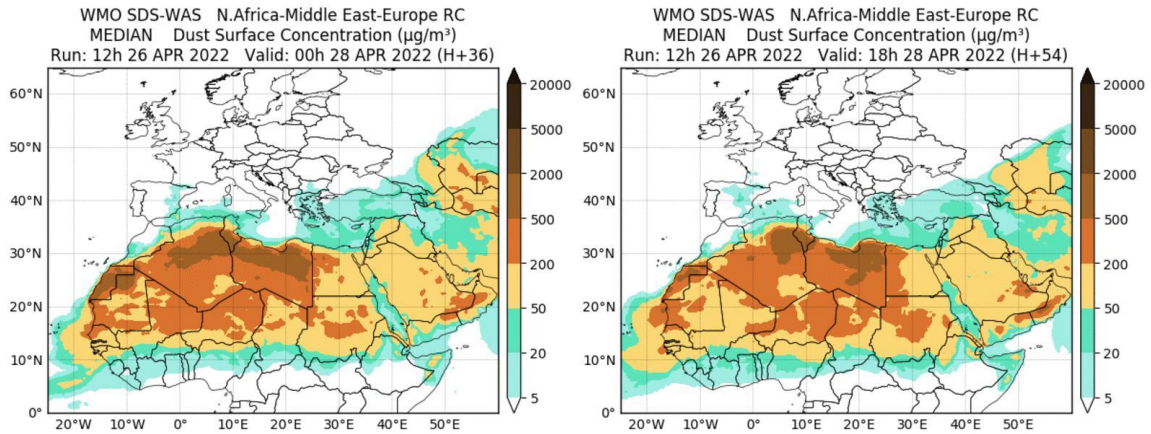 WMO SDS-WAS N.Africa-Middle East-Europe RC
MEDIAN Dust Surface Concentration (µg/m³)
Run: 12h 26 APR 2022 Valid: 00h 28 APR 2022 (H+36)
60°N
50°N
40°N
30°N
20°N
10°N
0°
20°W 10°W 0°E 10°E 20°E 30°E 40°E 50°E
20000
5000
2000
500
200
50
20
5
WMO SDS-WAS N.Africa-Middle East-Europe RC
MEDIAN Dust Surface Concentration (µg/m³)
Run: 12h 26 APR 2022 Valid: 18h 28 APR 2022 (H+54)
60°N
50°N
40°N
30°N
20°N
10°N
0°
20°W 10°W 0°E 10°E 20°E 30°E 40°E 50°E
20000
5000
2000
500
200
50
20
5